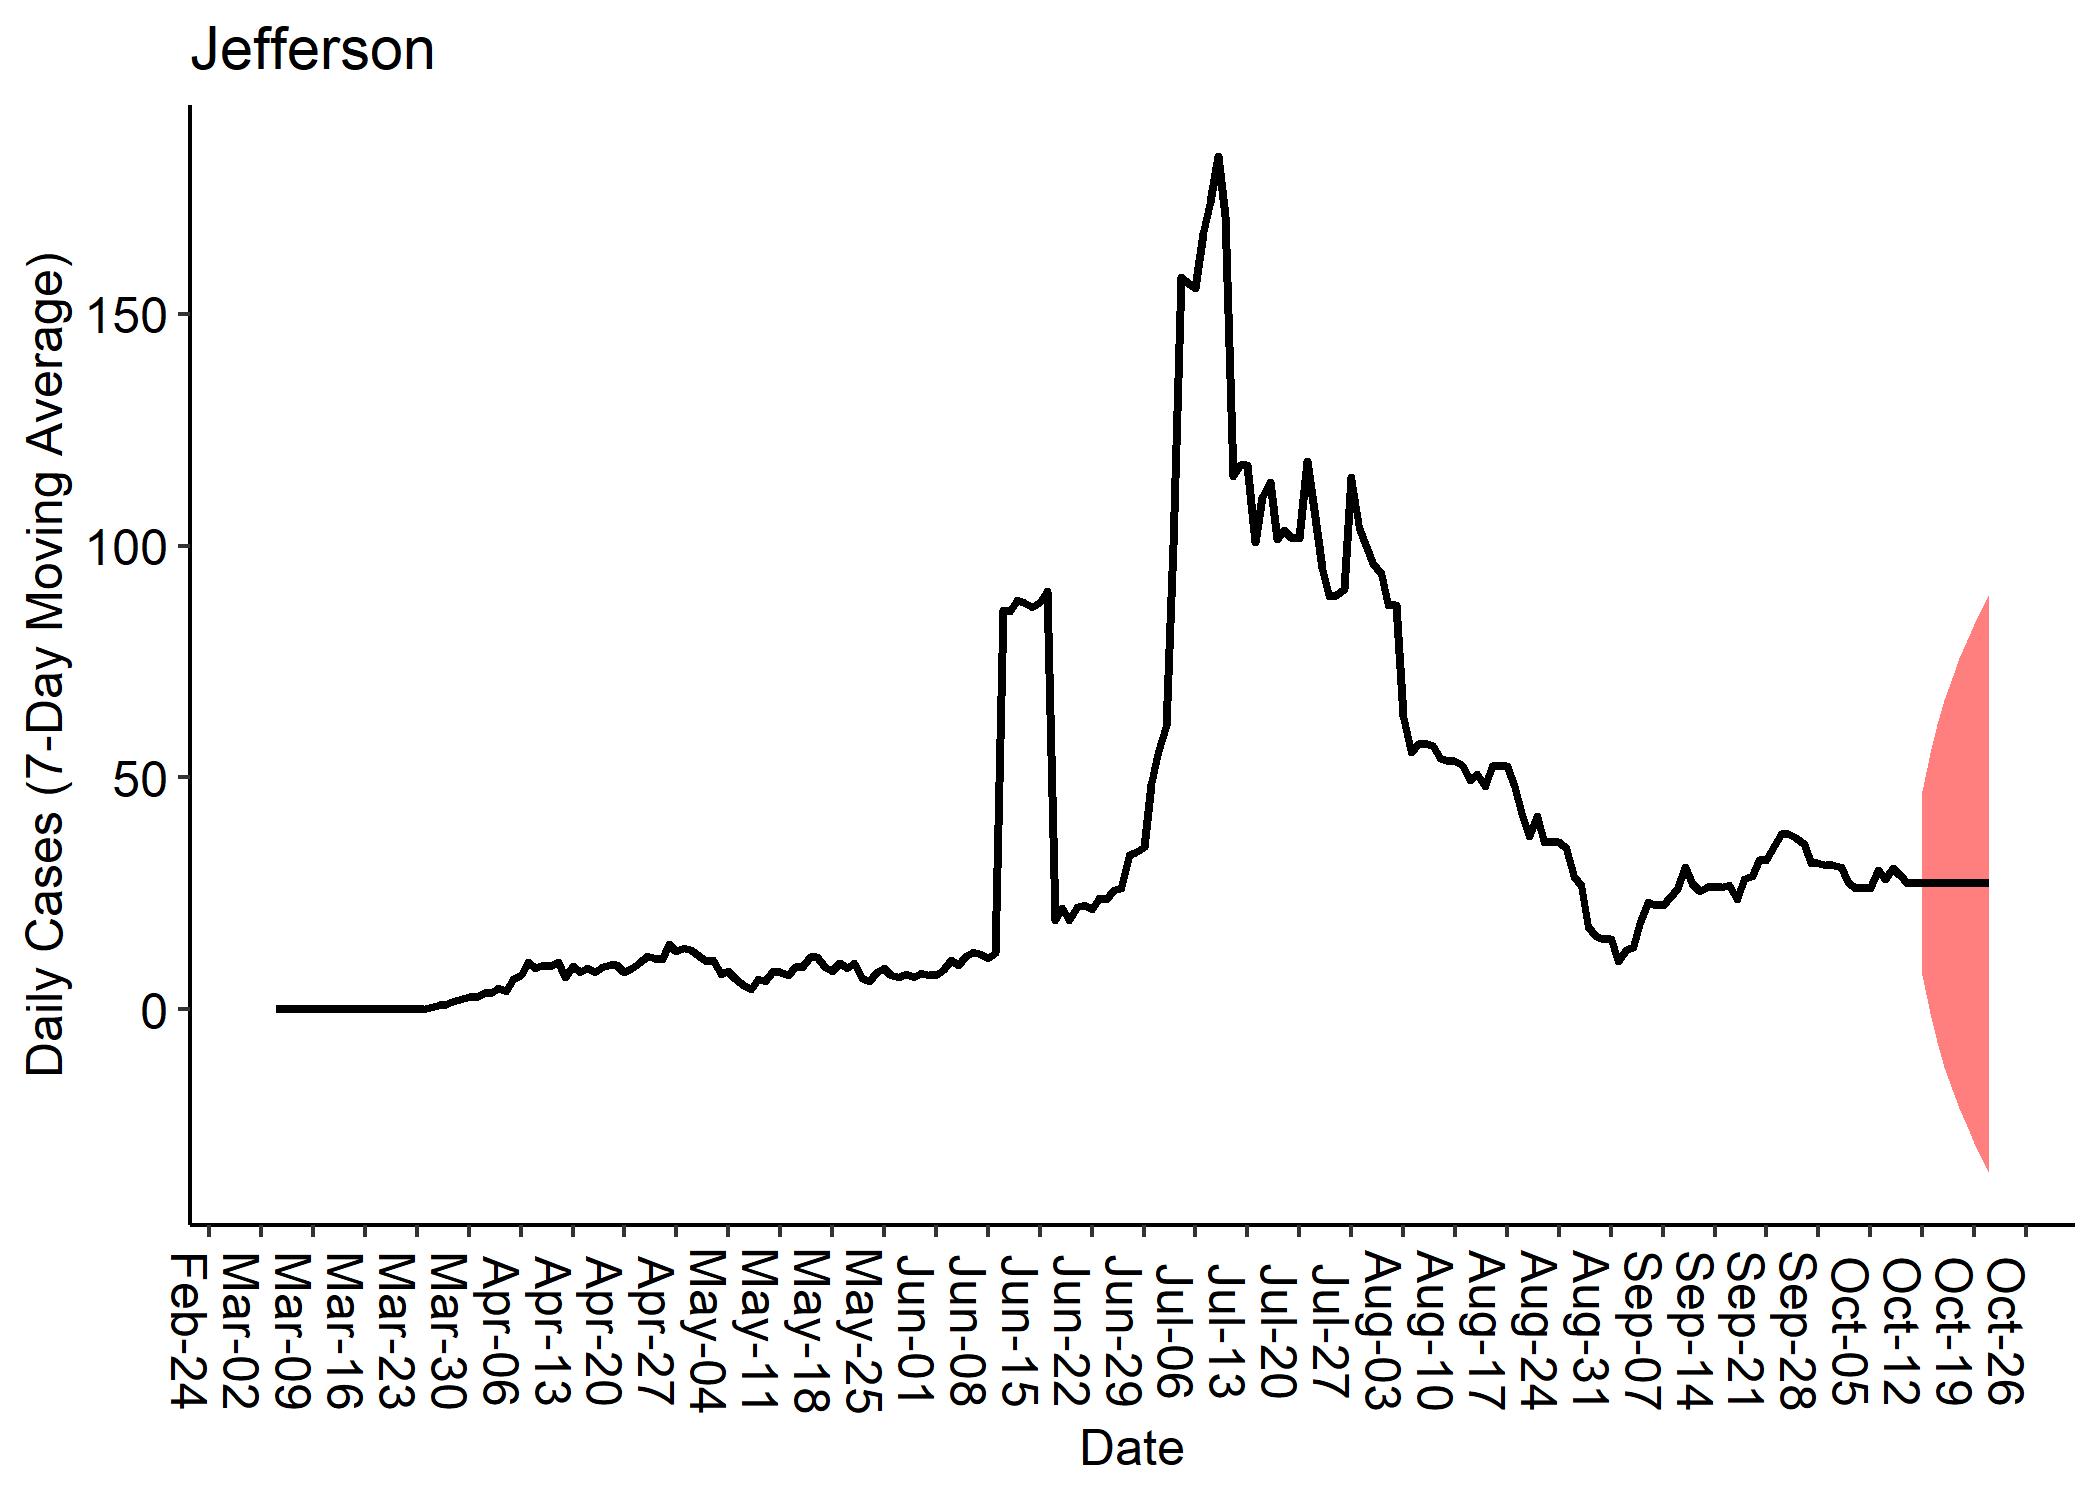 Jefferson
Daily Cases (7-Day Moving Average)
150
100
50
0
Feb-24
Mar-02
Mar-09
Mar-16
Mar-23
Mar-30
Apr-06
Apr-13
Apr-20
Apr-27
May-04
May-11
May-18
May-25
Jun-01
Jun-08
Jun-15
Jun-22
Jun-29
Jul-06
Jul-13
Jul-20
Jul-27
Aug-03
Aug-10
Aug-17
Aug-24
Aug-31
Sep-07
Sep-14
Sep-21
Sep-28
Oct-05
Oct-12
Oct-19
Oct-26
Date